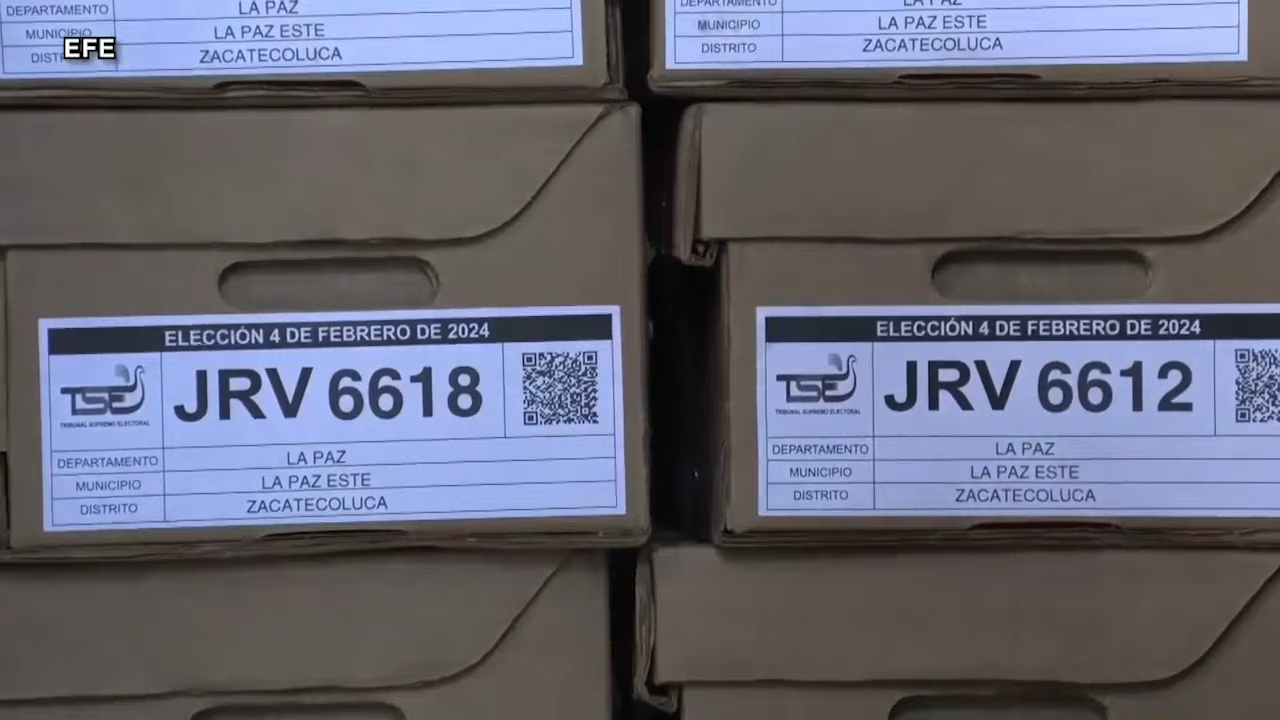 DEPARTAMENTO LA PAZ
MUNICIPIO LA PAZ ESTE
DISTRITO ZACATECOLUCA
EFE
DEPARTAMENTO LA PAZ
MUNICIPIO LA PAZ ESTE
DISTRITO ZACATECOLUCA
ELECCIÓN 4 DE FEBRERO DE 2024
TSE JRV 6618
TRIBUNAL SUPREMO ELECTORAL
DEPARTAMENTO LA PAZ
MUNICIPIO LA PAZ ESTE
DISTRITO ZACATECOLUCA
ELECCIÓN 4 DE FEBRERO DE 2024
TSE JRV 6612
TRIBUNAL SUPREMO ELECTORAL
DEPARTAMENTO LA PAZ
MUNICIPIO LA PAZ ESTE
DISTRITO ZACATECOLUCA